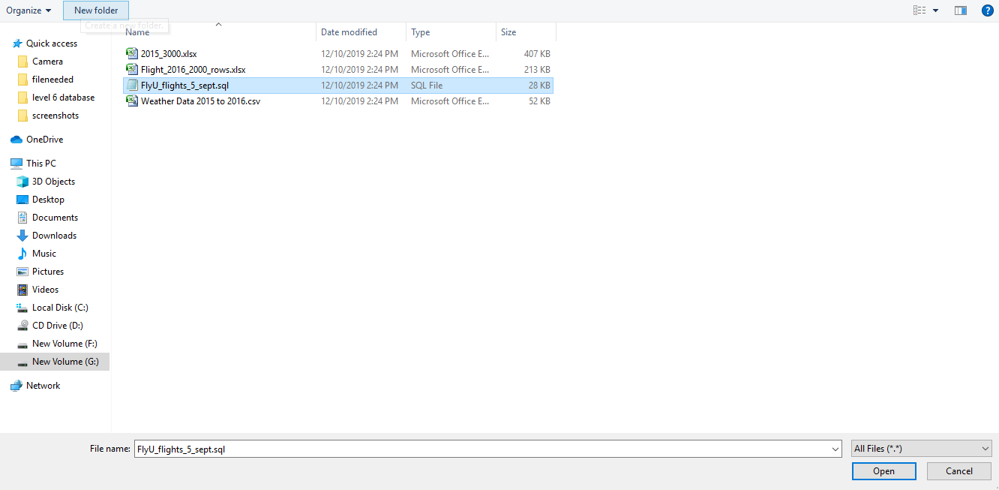 Organize New folder
Create a new folder.
Name Date modified Type Size
Quick access
Camera
fileneeded
level 6 database
screenshots
OneDrive
This PC
3D Objects
Desktop
Documents
Downloads
Music
Pictures
Videos
Local Disk (C:)
CD Drive (D:)
New Volume (F:)
New Volume (G:)
Network
2015_3000.xlsx 12/10/2019 2:24 PM Microsoft Office E... 407 KB
Flight_2016_2000_rows.xlsx 12/10/2019 2:24 PM Microsoft Office E... 213 KB
FlyU_flights_5_sept.sql 12/10/2019 2:24 PM SQL File 28 KB
Weather Data 2015 to 2016.csv 12/10/2019 2:24 PM Microsoft Office E... 52 KB
File name: FlyU_flights_5_sept.sql All Files (*.*)
Open Cancel